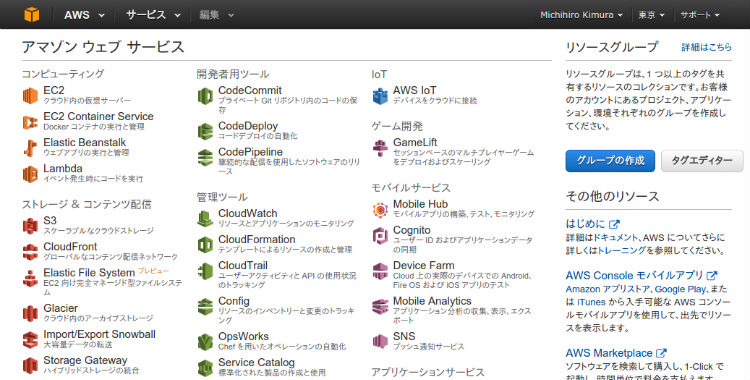 AWS サービス 編集 Michihiro Kimura 東京 サポート
アマゾン ウェブ サービス
コンピューティング
EC2
クラウド内の仮想サーバー
EC2 Container Service
Docker コンテナの実行と管理
Elastic Beanstalk
ウェブアプリの実行と管理
Lambda
イベント発生時にコードを実行
ストレージ & コンテンツ配信
S3
スケーラブルなクラウドストレージ
CloudFront
グローバルなコンテンツ配信ネットワーク
Elastic File System プレビュー
EC2 向け完全マネージド型ファイルシステム
ム
Glacier
クラウド内のアーカイブストレージ
Import/Export Snowball
大容量データの転送
Storage Gateway
ハイブリッドストレージの統合
開発者用ツール
CodeCommit
プライベート Git リポジトリ内のコードの保
存
CodeDeploy
コードデプロイの自動化
CodePipeline
継続的な配信を使用したソフトウェアのリリ
ース
管理ツール
CloudWatch
リソースとアプリケーションのモニタリング
CloudFormation
テンプレートによるリソースの作成と管理
CloudTrail
ユーザーアクティビティと API の使用状況
のトラッキング
Config
リソースのインベントリーと変更のトラッキ
ング
OpsWorks
Chef を用いたオペレーションの自動化
Service Catalog
標準化された製品の作成と使用
IoT
AWS IoT
デバイスをクラウドに接続
ゲーム開発
GameLift
セッションベースのマルチプレイヤーゲーム
をデプロイおよびスケーリング
モバイルサービス
Mobile Hub
モバイルアプリの構築, テスト, モニタリング
Cognito
ユーザー ID およびアプリケーションデータ
の同期
Device Farm
Cloud 上の実際のデバイスでの Android、
Fire OS および iOS アプリのテスト
Mobile Analytics
アプリケーション分析の収集, 表示, エクス
ポート
SNS
プッシュ通知サービス
アプリケーションサービス
リソースグループ 詳細はこちら
リソースグループは、1 つ以上のタグを共
有するリソースのコレクションです。お客様
のアカウントにあるプロジェクト、アプリケー
ション、環境それぞれのグループを作成し
てください。
グループの作成 タグエディター
その他のリソース
はじめに
詳細はドキュメント、AWS についてさらに
詳しくはトレーニングを参照してください。
AWS Console モバイルアプリ
Amazon アプリストア、Google Play、また
は iTunes から入手可能な AWS コンソー
ルモバイルアプリを使用して、出先でリソー
スを表示します。
AWS Marketplace
ソフトウェアを検索して購入し、1-Click で
起動し、時間単位で料金を支払えます